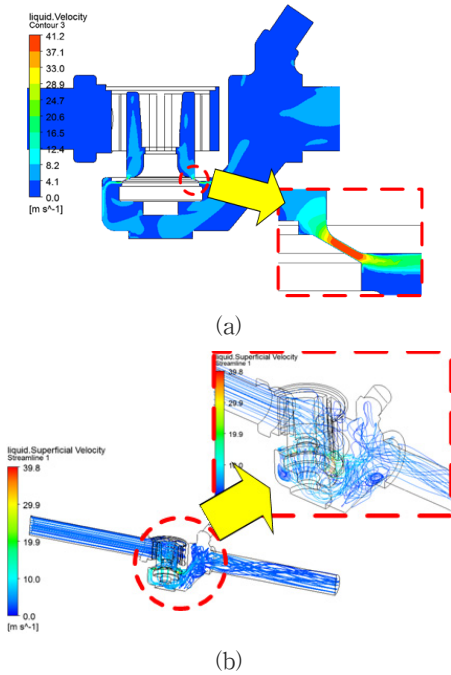 liquid.Velocity
Contour 3
41.2
37.1
33.0
28.9
24.7
20.6
16.5
12.4
8.2
4.1
0.0
[m s^-1]
(a)
liquid.Superficial Velocity
Streamline 1
39.8
29.9
19.9
liquid.Superficial Velocity
Streamline 1
39.8
29.9
19.9
10.0
0.0
[m s^-1]
(b)